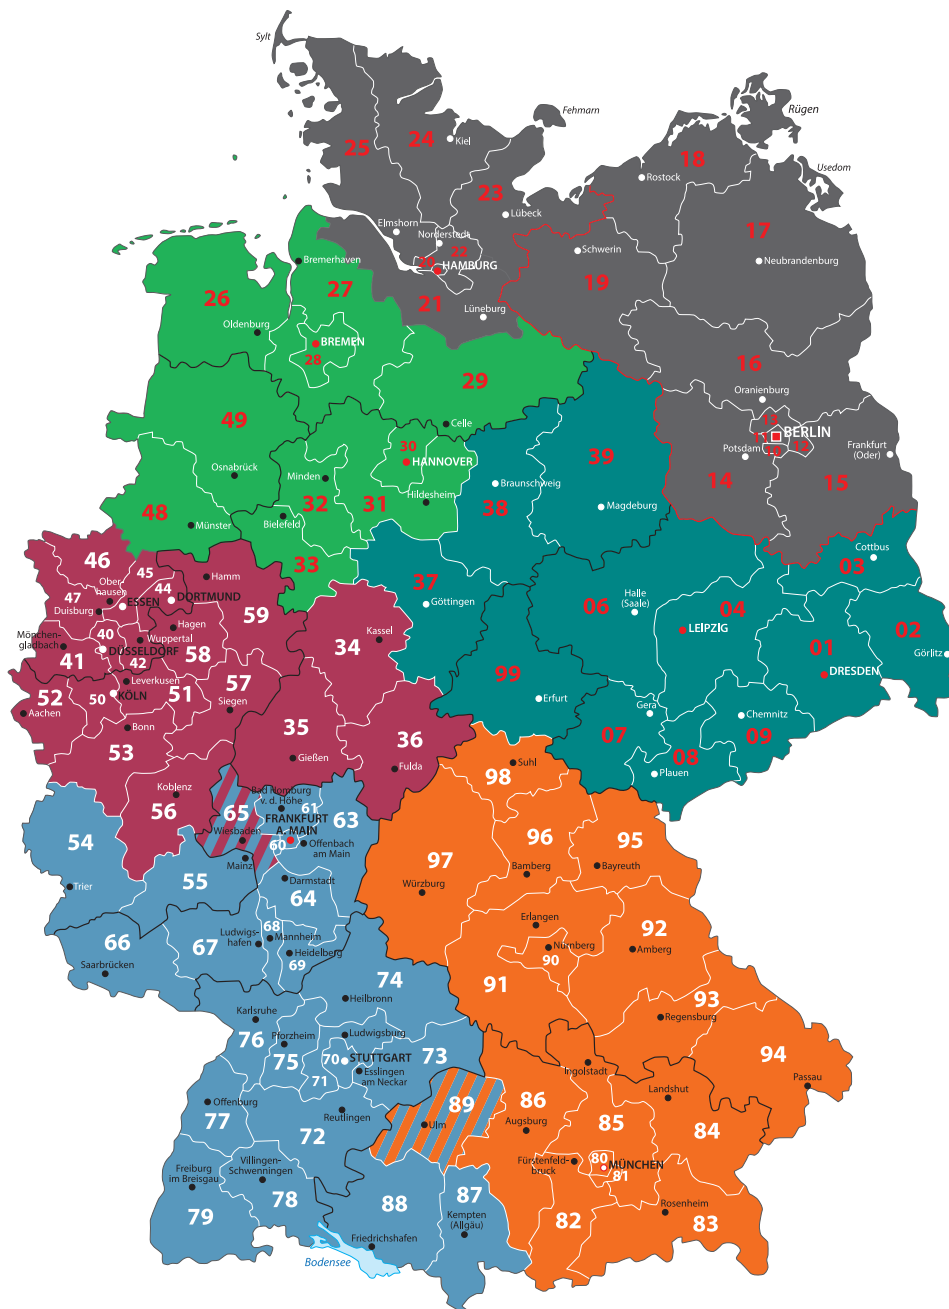 Sylt
Fehmarn
Rügen
Usedom
25
24
Kiel
18
Rostock
23
Lübeck
17
Elmshorn
Norderstedt
22
20
HAMBURG
Schwerin
19
Neubrandenburg
Bremerhaven
27
26
21
Lüneburg
Oldenburg
BREMEN
28
29
16
Oranienburg
49
Celle
13
BERLIN
11
10
12
Potsdam
Frankfurt
(Oder)
30
HANNOVER
39
Osnabrück
Minden
32
31
Hildesheim
Braunschweig
38
Magdeburg
14
15
48
Münster
Bielefeld
33
Cottbus
03
46
45
Hamm
47
Ober-
hausen
44
ESSEN
DORTMUND
Duisburg
59
37
Göttingen
06
Halle
(Saale)
04
LEIPZIG
02
Görlitz
01
DRESDEN
Mönchen-
gladbach
40
Hagen
Wuppertal
DÜSSELDORF
41
42
58
34
Kassel
52
Leverkusen
50
KÖLN
51
57
Siegen
Aachen
Bonn
53
99
Erfurt
Gera
07
Chemnitz
09
08
Plauen
35
Gießen
36
Fulda
98
Suhl
Koblenz
56
Bad Homburg
v. d. Höhe
65
61
63
FRANKFURT
A. MAIN
Wiesbaden
60
Offenbach
am Main
Mainz
54
Trier
55
Darmstadt
64
97
Würzburg
96
Bamberg
95
Bayreuth
66
Saarbrücken
67
68
Ludwigs-
hafen
Mannheim
Heidelberg
69
Erlangen
Nürnberg
90
92
Amberg
74
Heilbronn
91
93
Regensburg
Karlsruhe
76
Pforzheim
75
Ludwigsburg
70
STUTTGART
71
Esslingen
am Neckar
73
94
Passau
Ingolstadt
Landshut
Offenburg
77
Reutlingen
72
89
Ulm
86
Augsburg
85
84
Villingen-
Schwenningen
Freiburg
im Breisgau
78
79
Fürstenfeld-
bruck
80
MÜNCHEN
81
88
87
Kempten
(Allgäu)
82
Rosenheim
83
Friedrichshafen
Bodensee